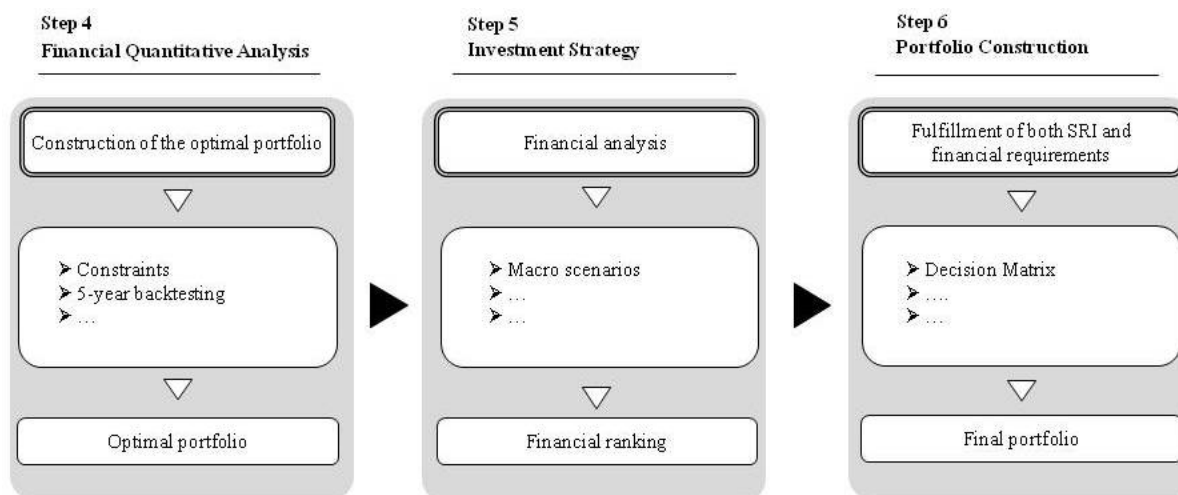 Step 4
Financial Quantitative Analysis
Construction of the optimal portfolio
Constraints
5-year backtesting
…
Optimal portfolio
Step 5
Investment Strategy
Financial analysis
Macro scenarios
…
…
Financial ranking
Step 6
Portfolio Construction
Fulfillment of both SRI and
financial requirements
Decision Matrix
….
…
Final portfolio